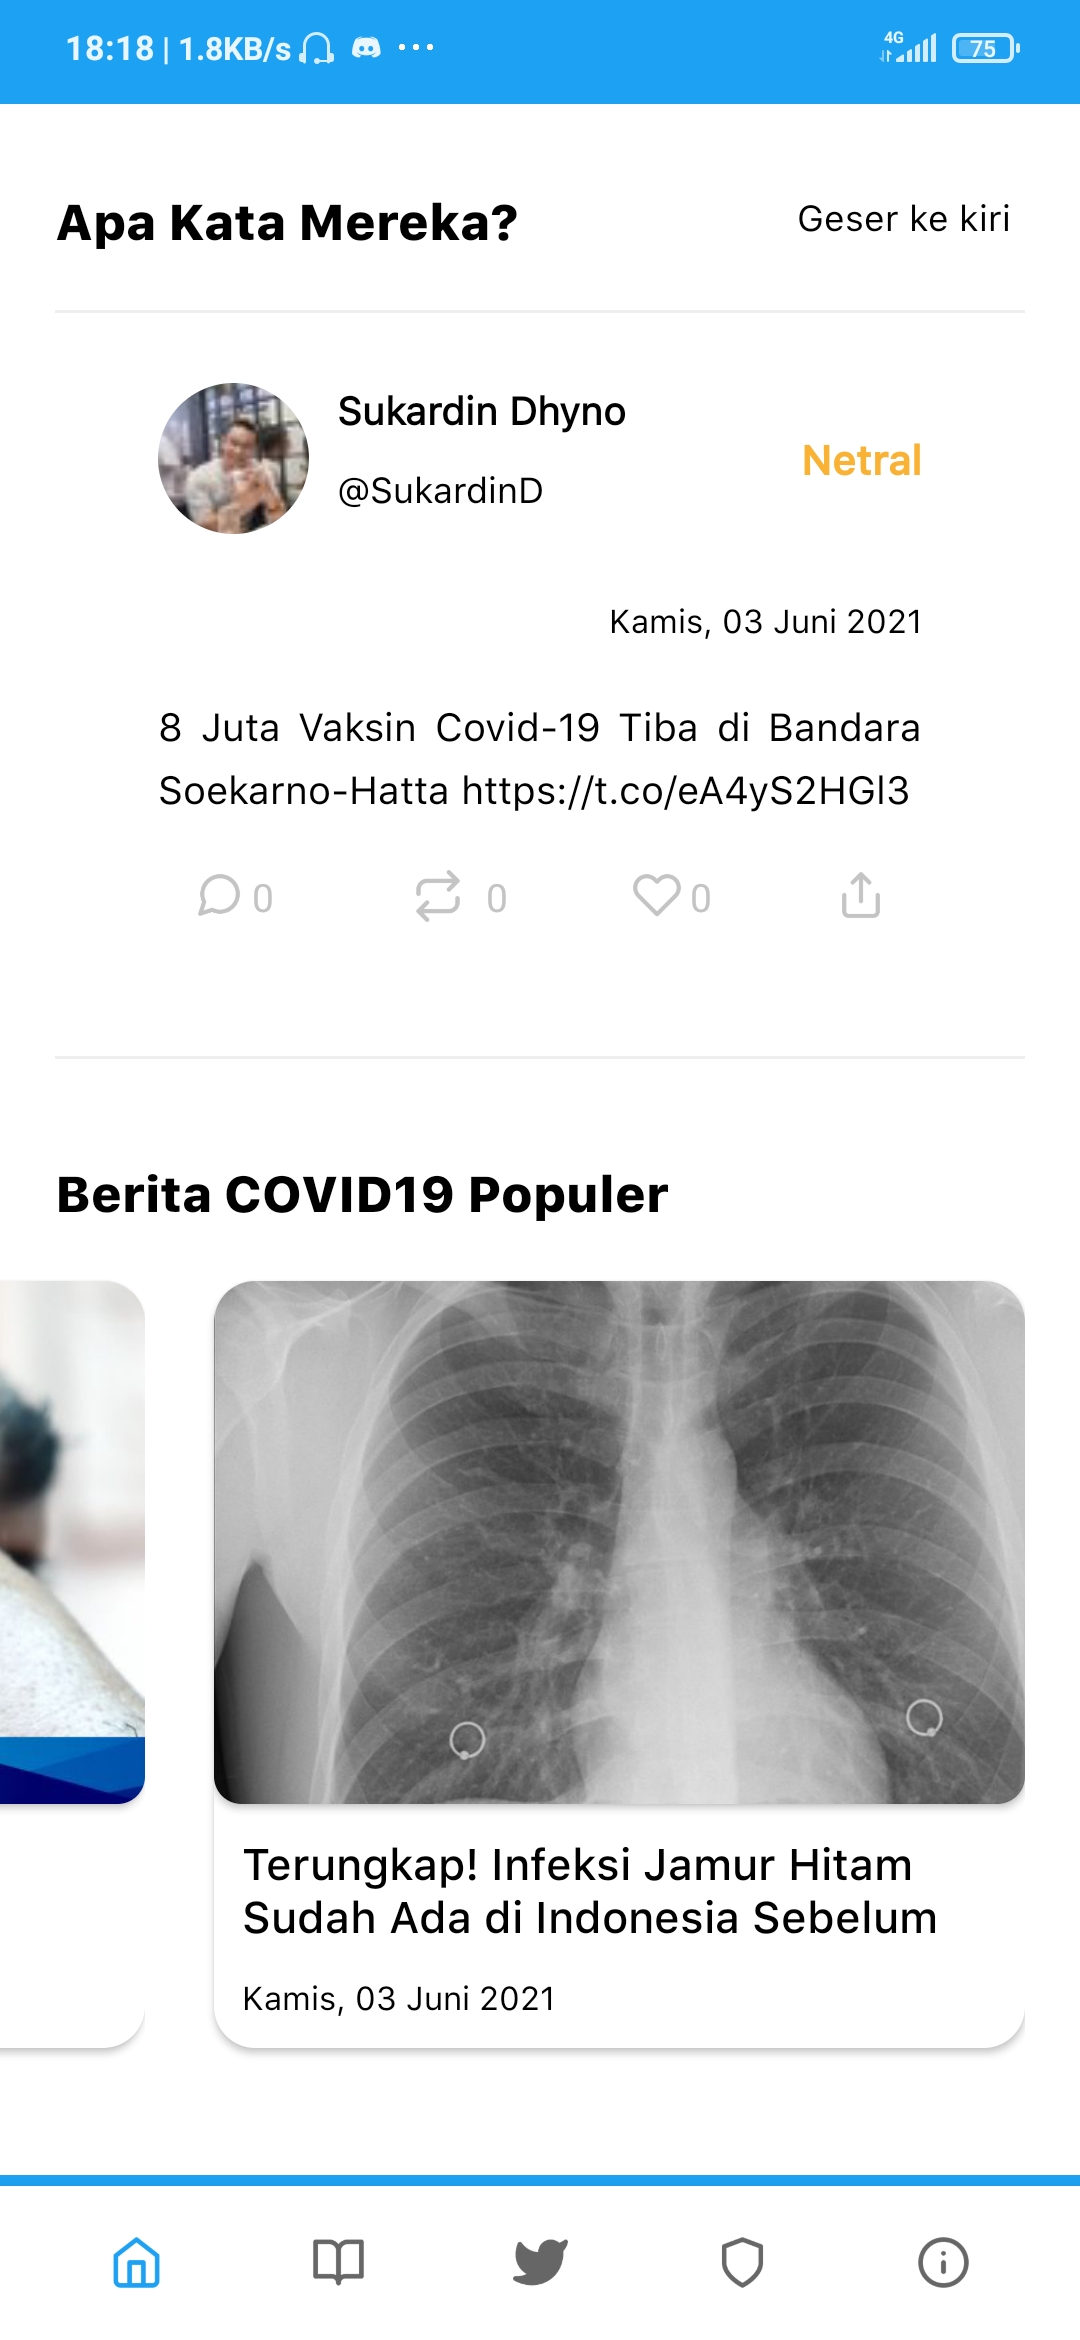 18:18 | 1.8KB/s
4G
75
Apa Kata Mereka?
Geser ke kiri
Sukardin Dhyno
@SukardinD
Netral
Kamis, 03 Juni 2021
8 Juta Vaksin Covid-19 Tiba di Bandara
Soekarno-Hatta https://t.co/eA4yS2HGl3
0 0 0
Berita COVID19 Populer
Terungkap! Infeksi Jamur Hitam
Sudah Ada di Indonesia Sebelum
Kamis, 03 Juni 2021